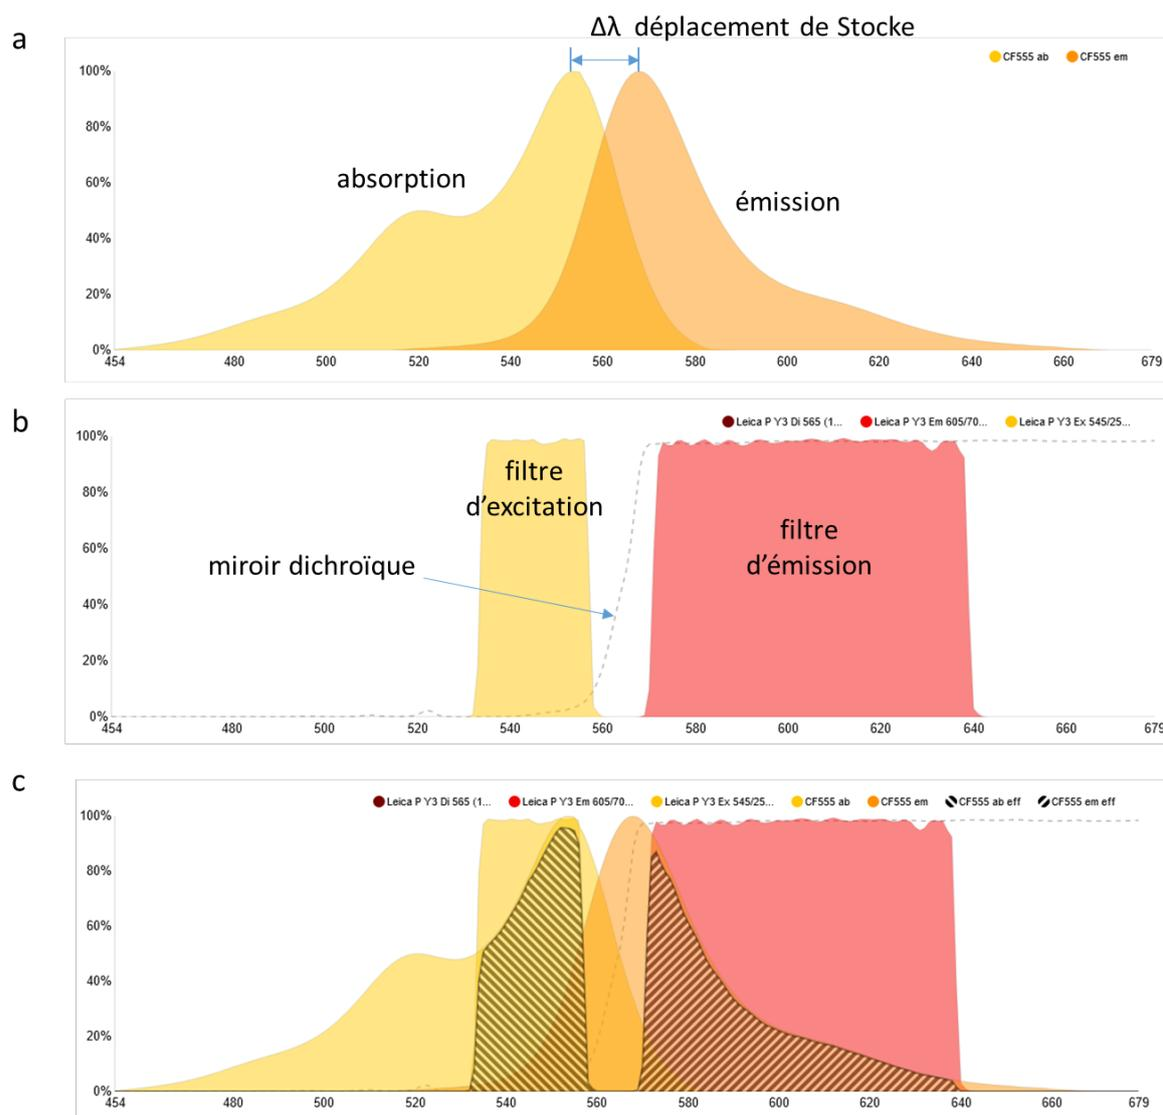 a
Δλ déplacement de Stocke
CF555 ab CF555 em
100%
80%
60%
40%
20%
0%
absorption
émission
454 480 500 520 540 560 580 600 620 640 660 679
b
Leica P Y3 Di 565 (1... Leica P Y3 Em 605/70... Leica P Y3 Ex 545/25...
100%
80%
60%
40%
20%
0%
filtre
d'excitation
miroir dichroïque
filtre
d'émission
454 480 500 520 540 560 580 600 620 640 660 679
c
Leica P Y3 Di 565 (1... Leica P Y3 Em 605/70... Leica P Y3 Ex 545/25... CF555 ab CF555 em CF555 ab eff CF555 em eff
100%
80%
60%
40%
20%
0%
454 480 500 520 540 560 580 600 620 640 660 679